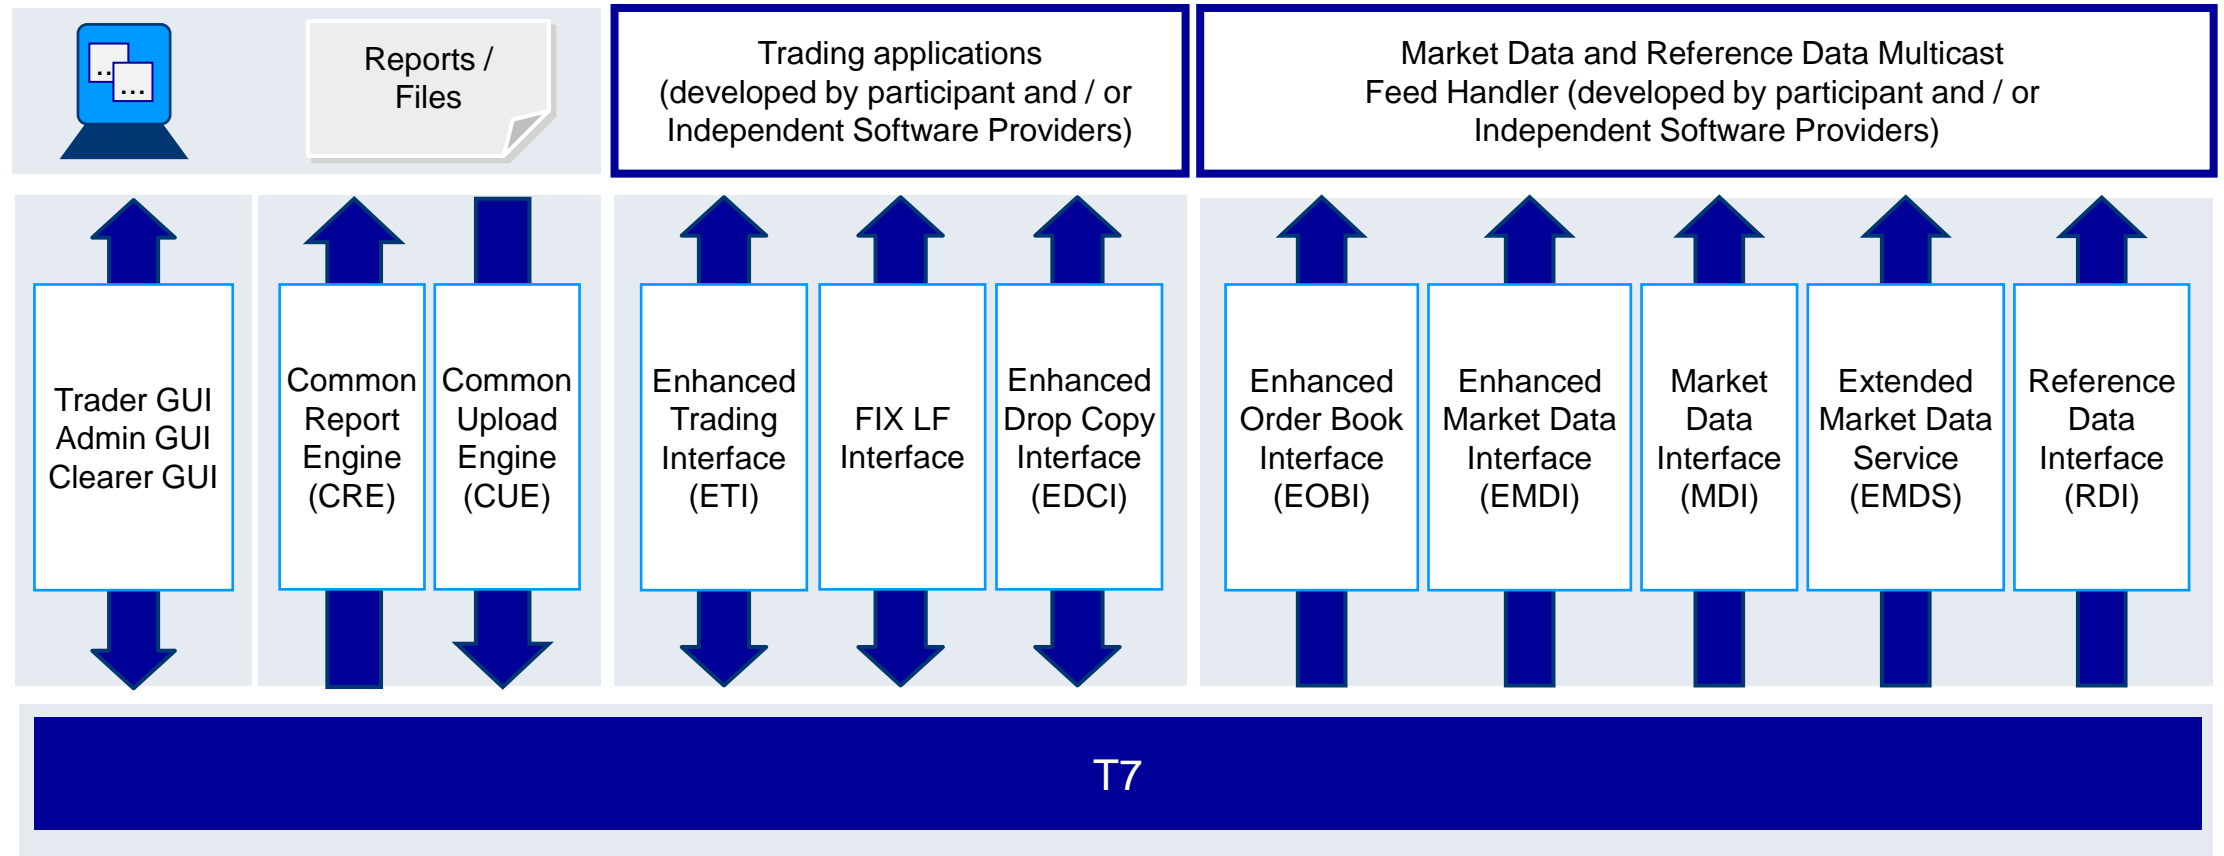 ...
...
Reports /
Files
Trading applications
(developed by participant and / or
Independent Software Providers)
Market Data and Reference Data Multicast
Feed Handler (developed by participant and / or
Independent Software Providers)
Trader GUI
Admin GUI
Clearer GUI
Common
Report
Engine
(CRE)
Common
Upload
Engine
(CUE)
Enhanced
Trading
Interface
(ETI)
FIX LF
Interface
Enhanced
Drop Copy
Interface
(EDCI)
Enhanced
Order Book
Interface
(EOBI)
Enhanced
Market Data
Interface
(EMDI)
Market
Data
Interface
(MDI)
Extended
Market Data
Service
(EMDS)
Reference
Data
Interface
(RDI)
T7